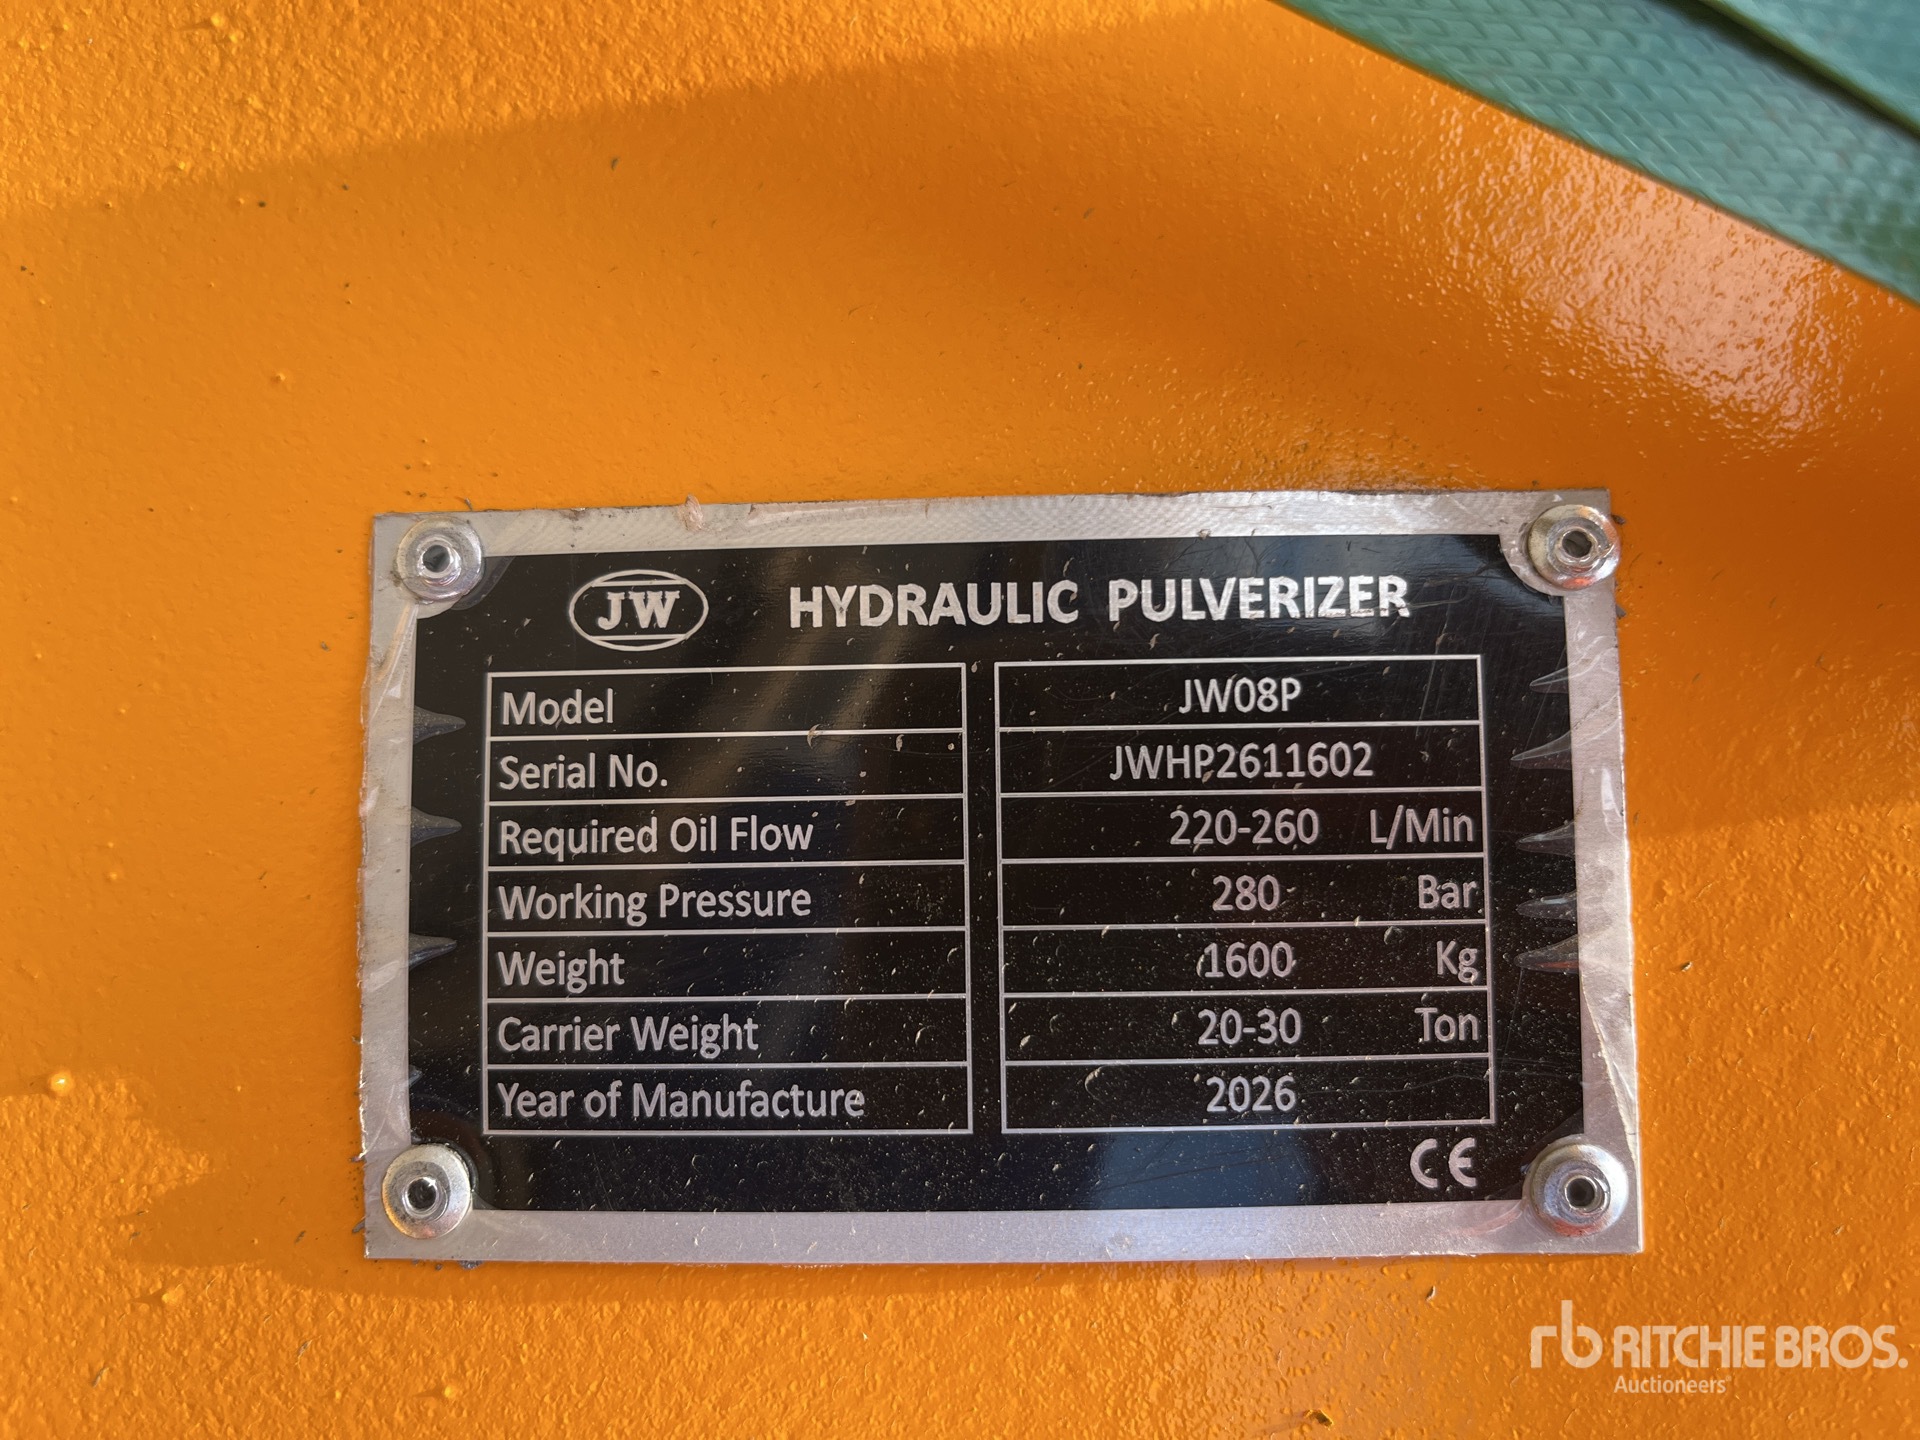 JW HYDRAULIC PULVERIZER
Model JW08P
Serial No. JWHP2611602
Required Oil Flow 220-260 L/Min
Working Pressure 280 Bar
Weight 1600 Kg
Carrier Weight 20-30 Ton
Year of Manufacture 2026
CE
rb RITCHIE BROS.
Auctioneers